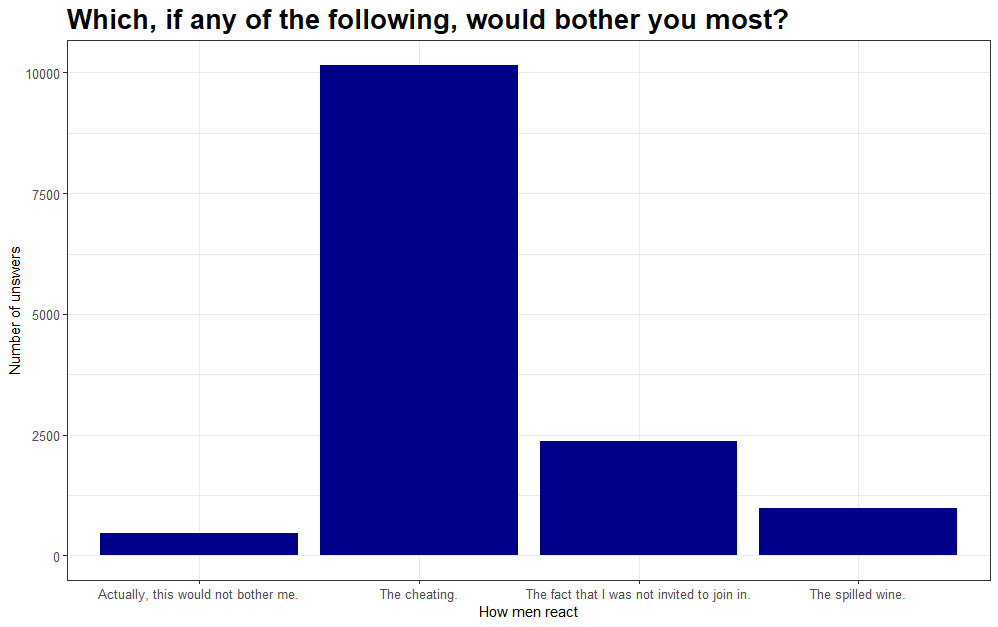 Which, if any of the following, would bother you most?
Number of unswers
10000
7500
5000
2500
0
Actually, this would not bother me.
The cheating.
The fact that I was not invited to join in.
The spilled wine.
How men react